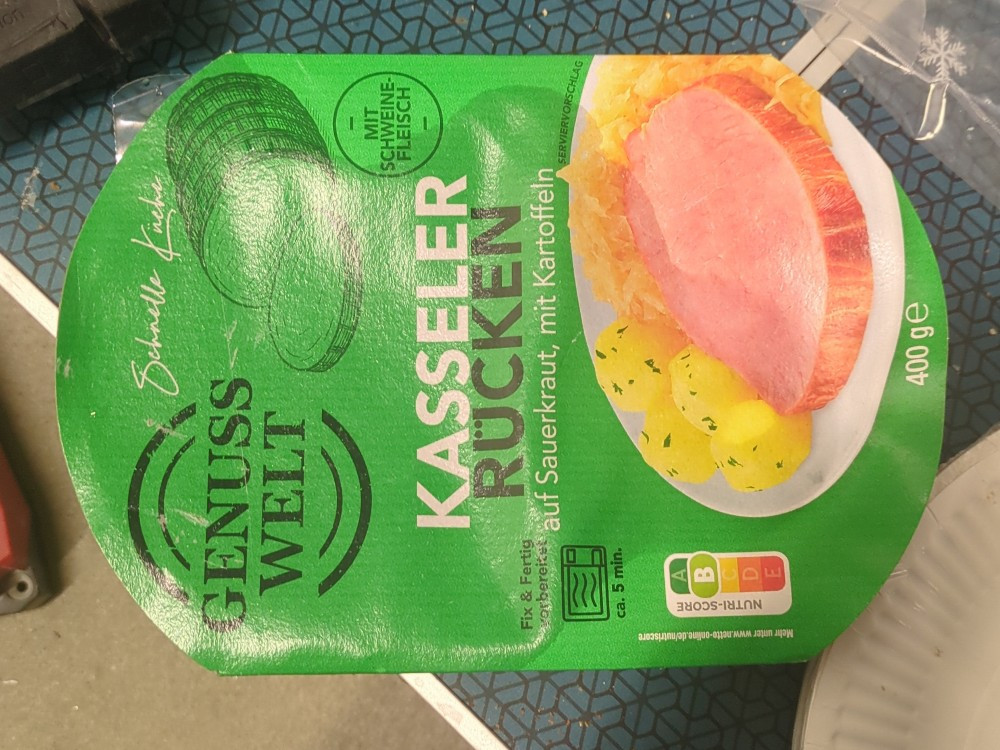 Schnelle Küche
GENUSS
WELT
- MIT -
SCHWEINE-
FLEISCH
KASSELER
RÜCKEN
auf Sauerkraut, mit Kartoffeln
SERVIERVORSCHLAG
Fix & Fertig
vorbereitet
ca. 5 min.
400 g e
NUTRI-SCORE
A B C D E
Mehr unter www.netto-online.de/nutriscore